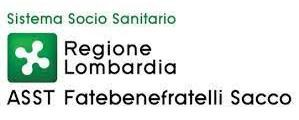 Sistema Socio Sanitario
Regione
Lombardia
ASST Fatebenefratelli Sacco